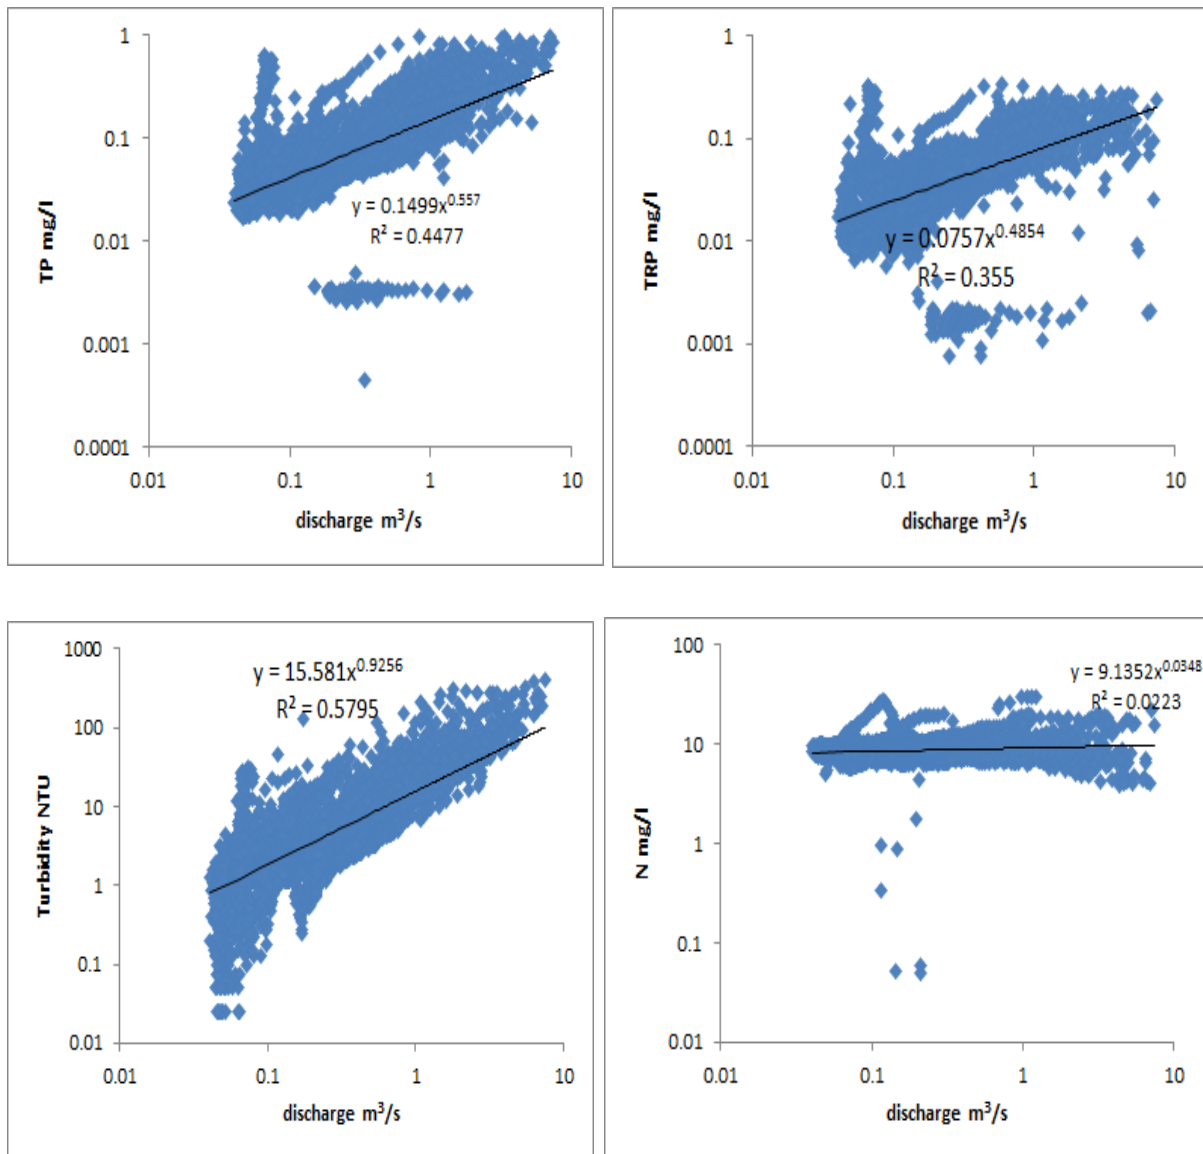 1
0.1
0.01
0.001
0.0001
TP mg/l
y = 0.1499x^0.557
R² = 0.4477
0.01 0.1 1 10
discharge m³/s
1
0.1
0.01
0.001
0.0001
TRP mg/l
y = 0.0757x^0.4854
R² = 0.355
0.01 0.1 1 10
discharge m³/s
1000
100
10
1
0.1
0.01
Turbidity NTU
y = 15.581x^0.9256
R² = 0.5795
0.01 0.1 1 10
discharge m³/s
100
10
1
0.1
0.01
N mg/l
y = 9.1352x^0.0348
R² = 0.0223
0.01 0.1 1 10
discharge m³/s